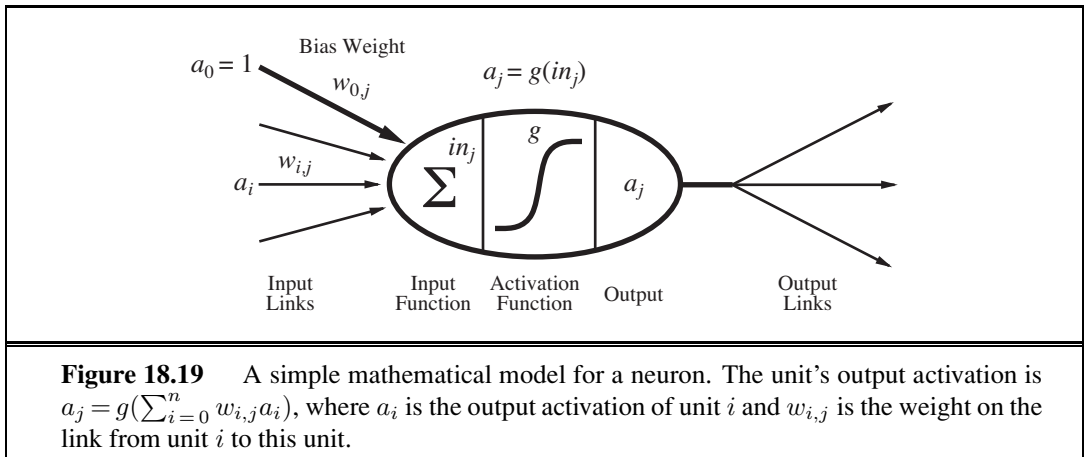 Bias Weight
a0 = 1
w0,j
aj = g(inj)
inj
g
wi,j
ai
Σ
aj
Input
Links
Input
Function
Activation
Function
Output
Output
Links
Figure 18.19 A simple mathematical model for a neuron. The unit's output activation is
aj = g(∑ni=0 wi,jai), where ai is the output activation of unit i and wi,j is the weight on the
link from unit i to this unit.